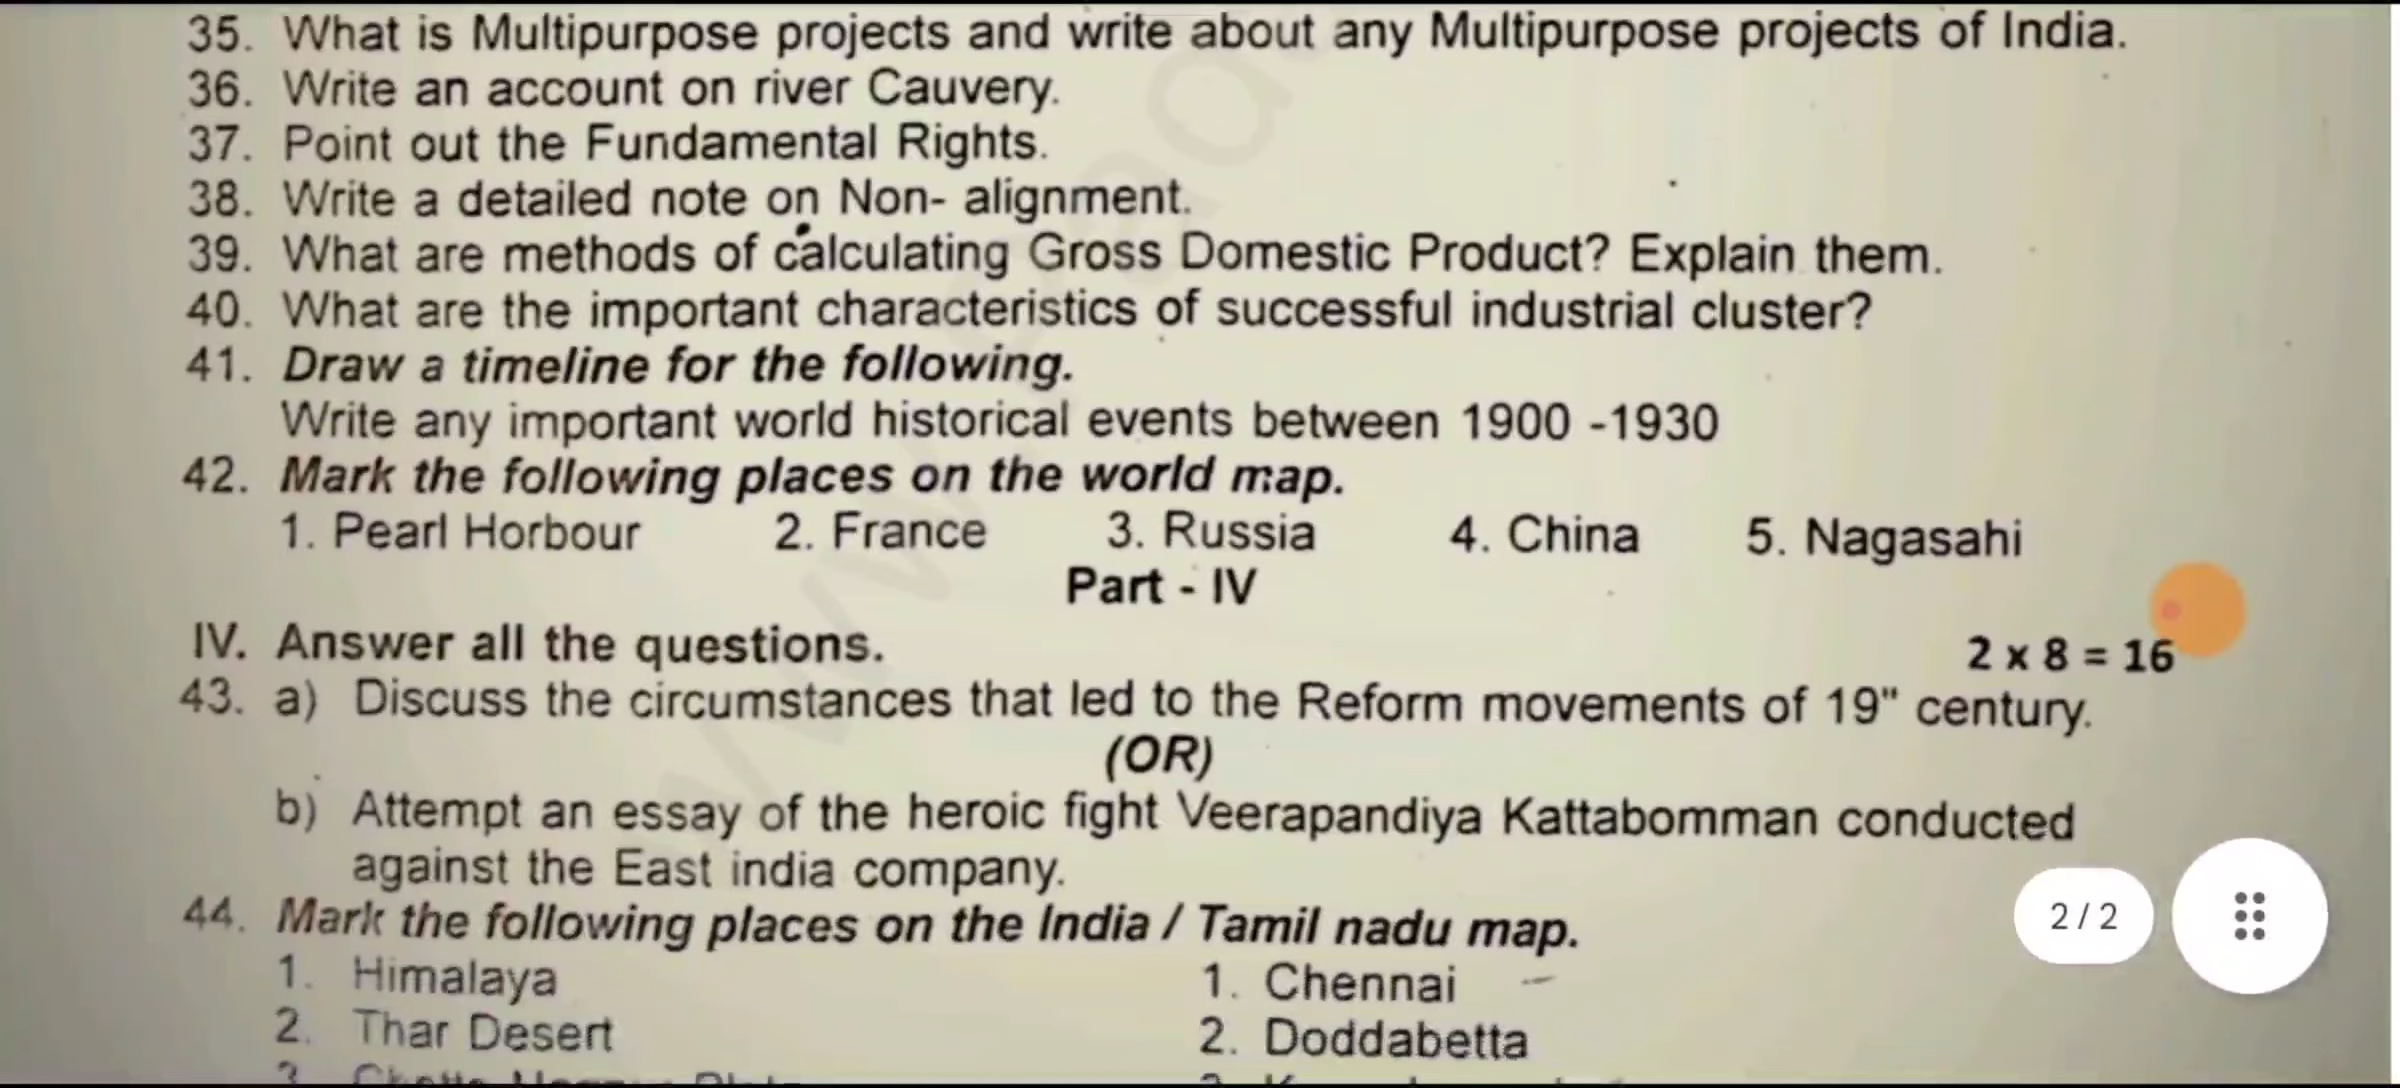 35. What is Multipurpose projects and write about any Multipurpose projects of India.
36. Write an account on river Cauvery.
37. Point out the Fundamental Rights.
38. Write a detailed note on Non- alignment.
39. What are methods of calculating Gross Domestic Product? Explain them.
40. What are the important characteristics of successful industrial cluster?
41. Draw a timeline for the following.
Write any important world historical events between 1900 -1930
42. Mark the following places on the world map.
1. Pearl Horbour 2. France 3. Russia 4. China 5. Nagasahi
Part - IV
IV. Answer all the questions. 2 x 8 = 16
43. a) Discuss the circumstances that led to the Reform movements of 19" century.
(OR)
b) Attempt an essay of the heroic fight Veerapandiya Kattabomman conducted
against the East india company.
44. Mark the following places on the India / Tamil nadu map.
1. Himalaya 1. Chennai
2. Thar Desert 2. Doddabetta
2 / 2